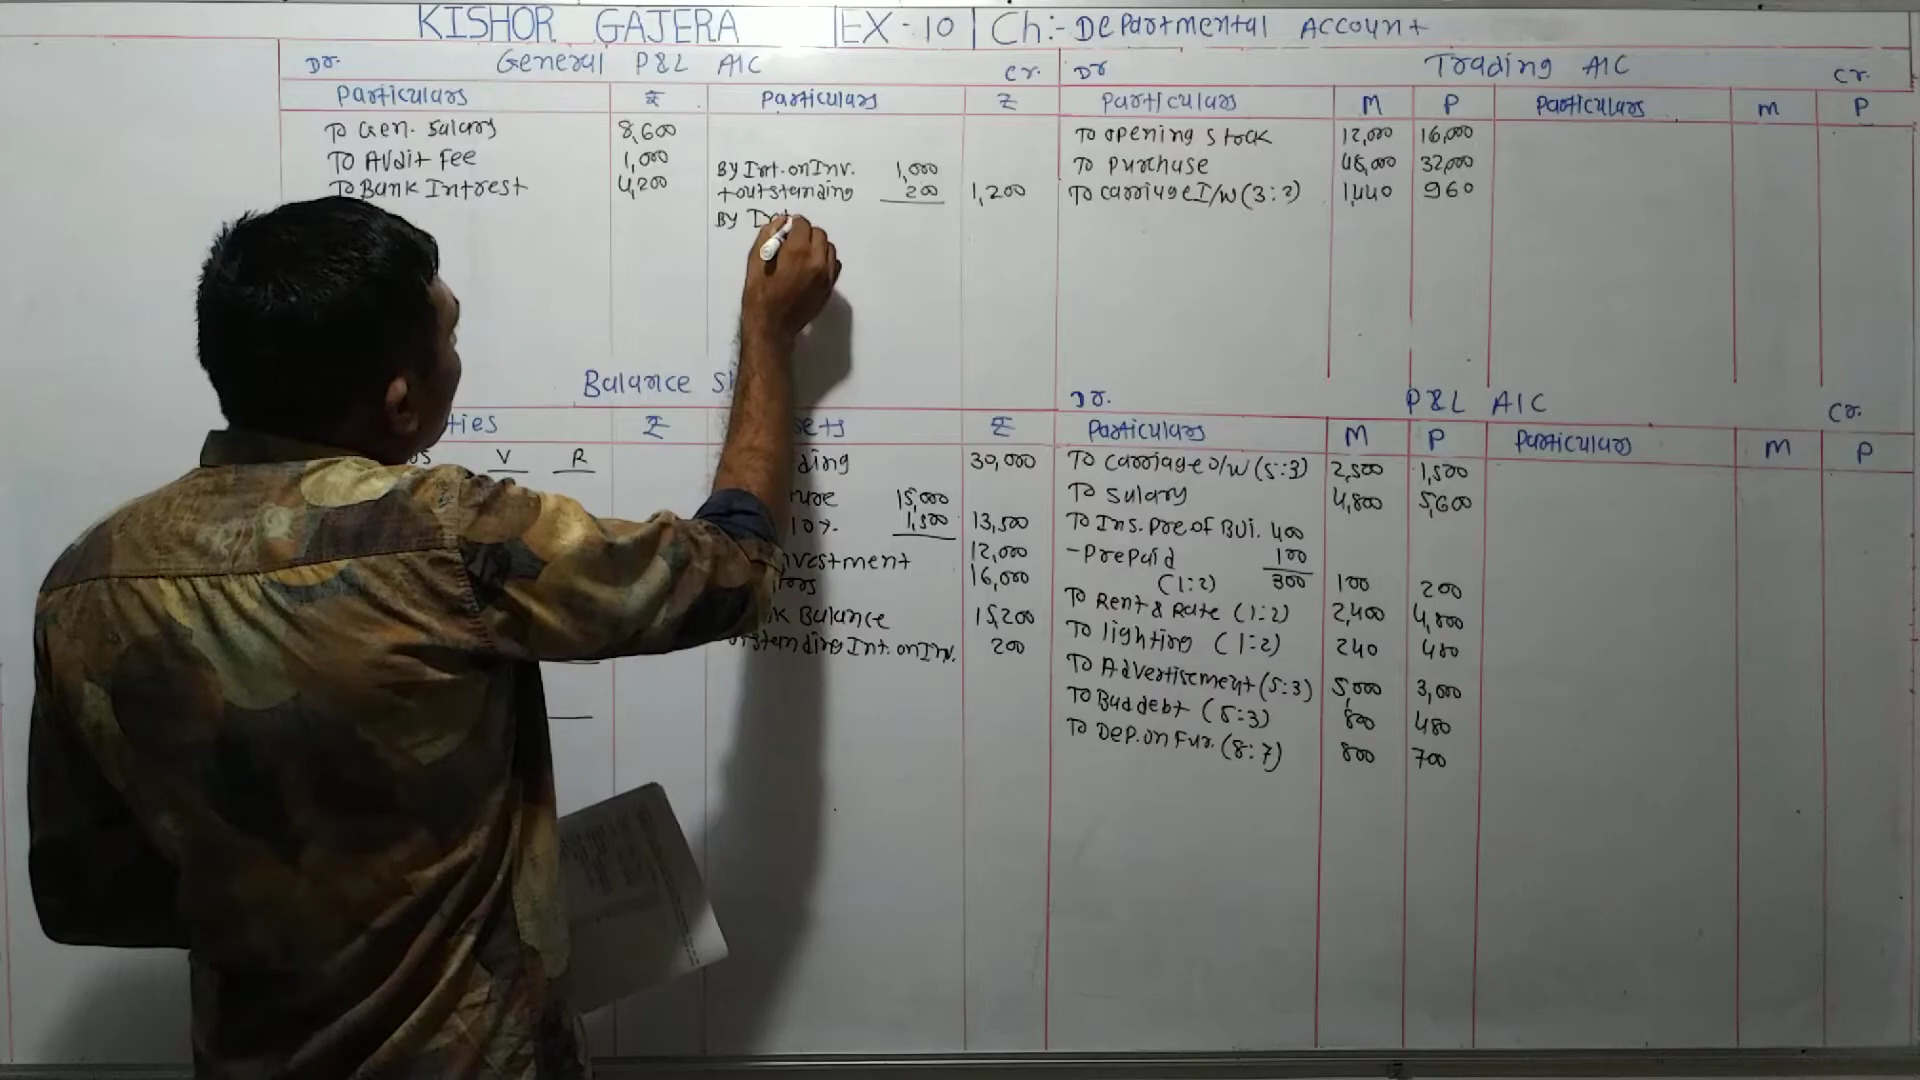 KISHOR GAJERA EX-10 Ch:- Departmental Account
Dr. General P&L A/C Cr.
Particulars ₹ Particulars ₹
To Gen. Salary 8,600
To Audit Fee 1,000 By Int. on Inv. 1,000
To Bank Intrest 4,200 +outstanding 200 1,200
By
Dr Trading A/C Cr.
Particulars M P Particulars M P
To opening stock 12,000 16,000
To Purchase 32,000
To carriage I/W (3:2) 1,440 960
Balance
ties ₹ ets ₹
V R ding 30,000
ure 15,000
10%. 1,500 13,500
vestment 12,000
16,000
k Balance 15,200
standing Int. on Inv. 200
Dr. P&L A/C Cr.
Particulars M P Particulars M P
To carriage o/w (5:3) 2,500 1,500
To salary 4,800 5,600
To Ins. Pre. of Bui. 400
-Prepaid 100
(1:2) 300 100 200
To Rent & Rate (1:2) 2,400 4,800
To lighting (1:2) 240 480
To Advertisement (5:3) 5,000 3,000
To Bad debt (5:3) 800 480
To Dep. on Fur. (8:7) 800 700